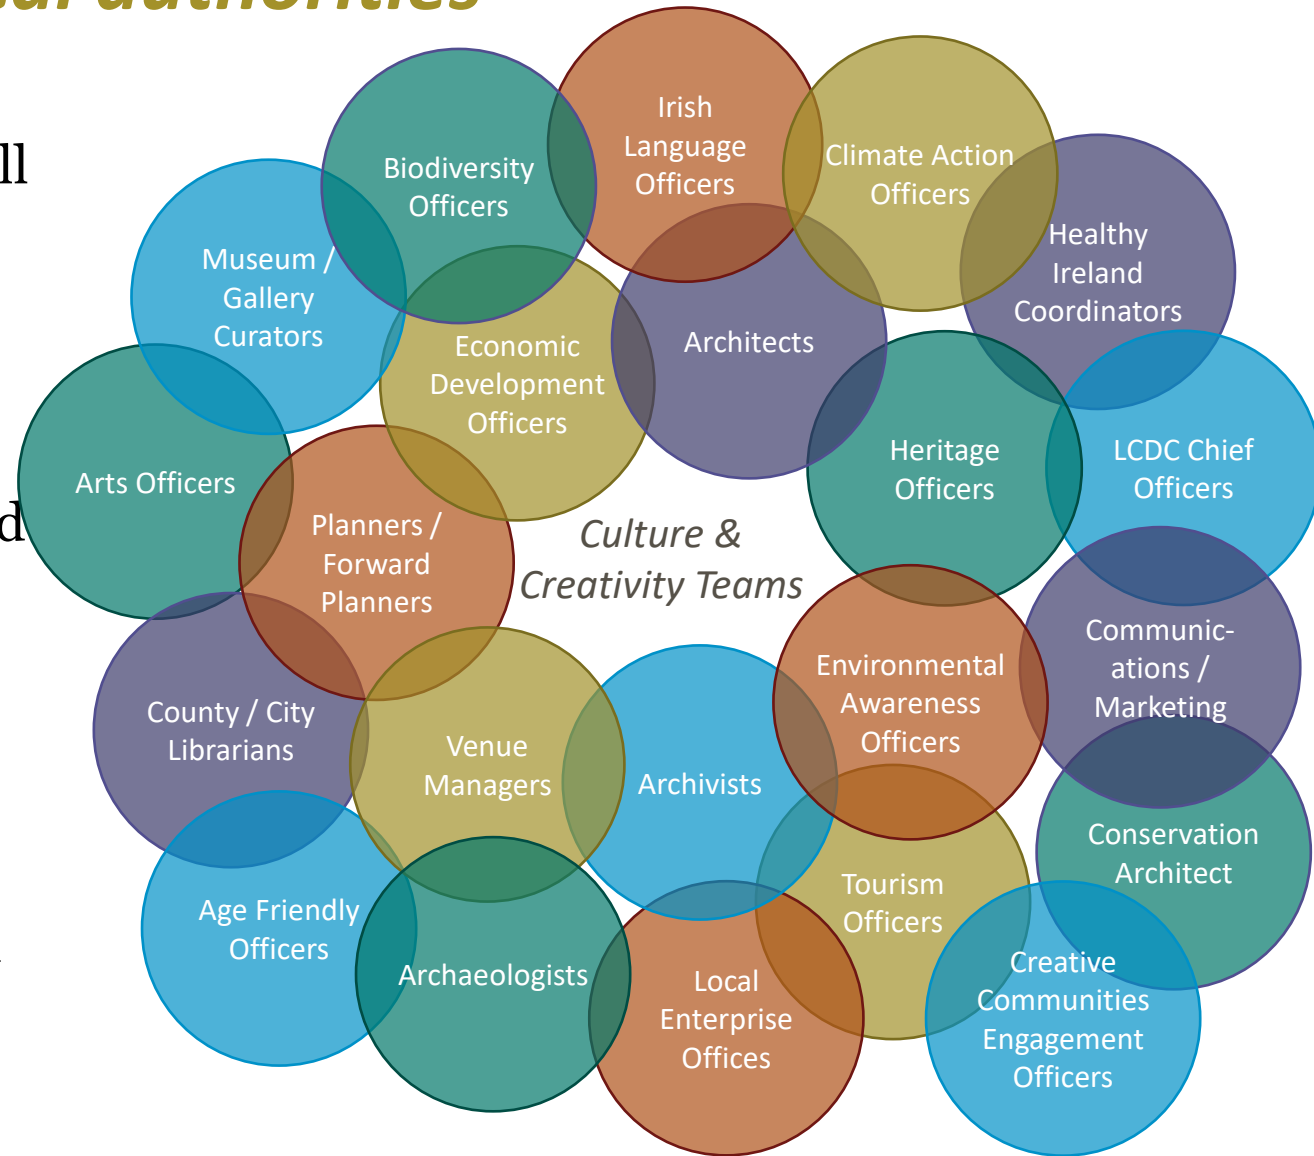 authorities
ll
d
Irish
Language
Officers
Climate Action
Officers
Biodiversity
Officers
Healthy
Ireland
Coordinators
Museum /
Gallery
Curators
Economic
Development
Officers
Architects
Heritage
Officers
LCDC Chief
Officers
Arts Officers
Planners /
Forward
Planners
Culture &
Creativity Teams
Communic-
ations /
Marketing
Environmental
Awareness
Officers
County / City
Librarians
Venue
Managers
Archivists
Conservation
Architect
Tourism
Officers
Age Friendly
Officers
Archaeologists
Local
Enterprise
Offices
Creative
Communities
Engagement
Officers